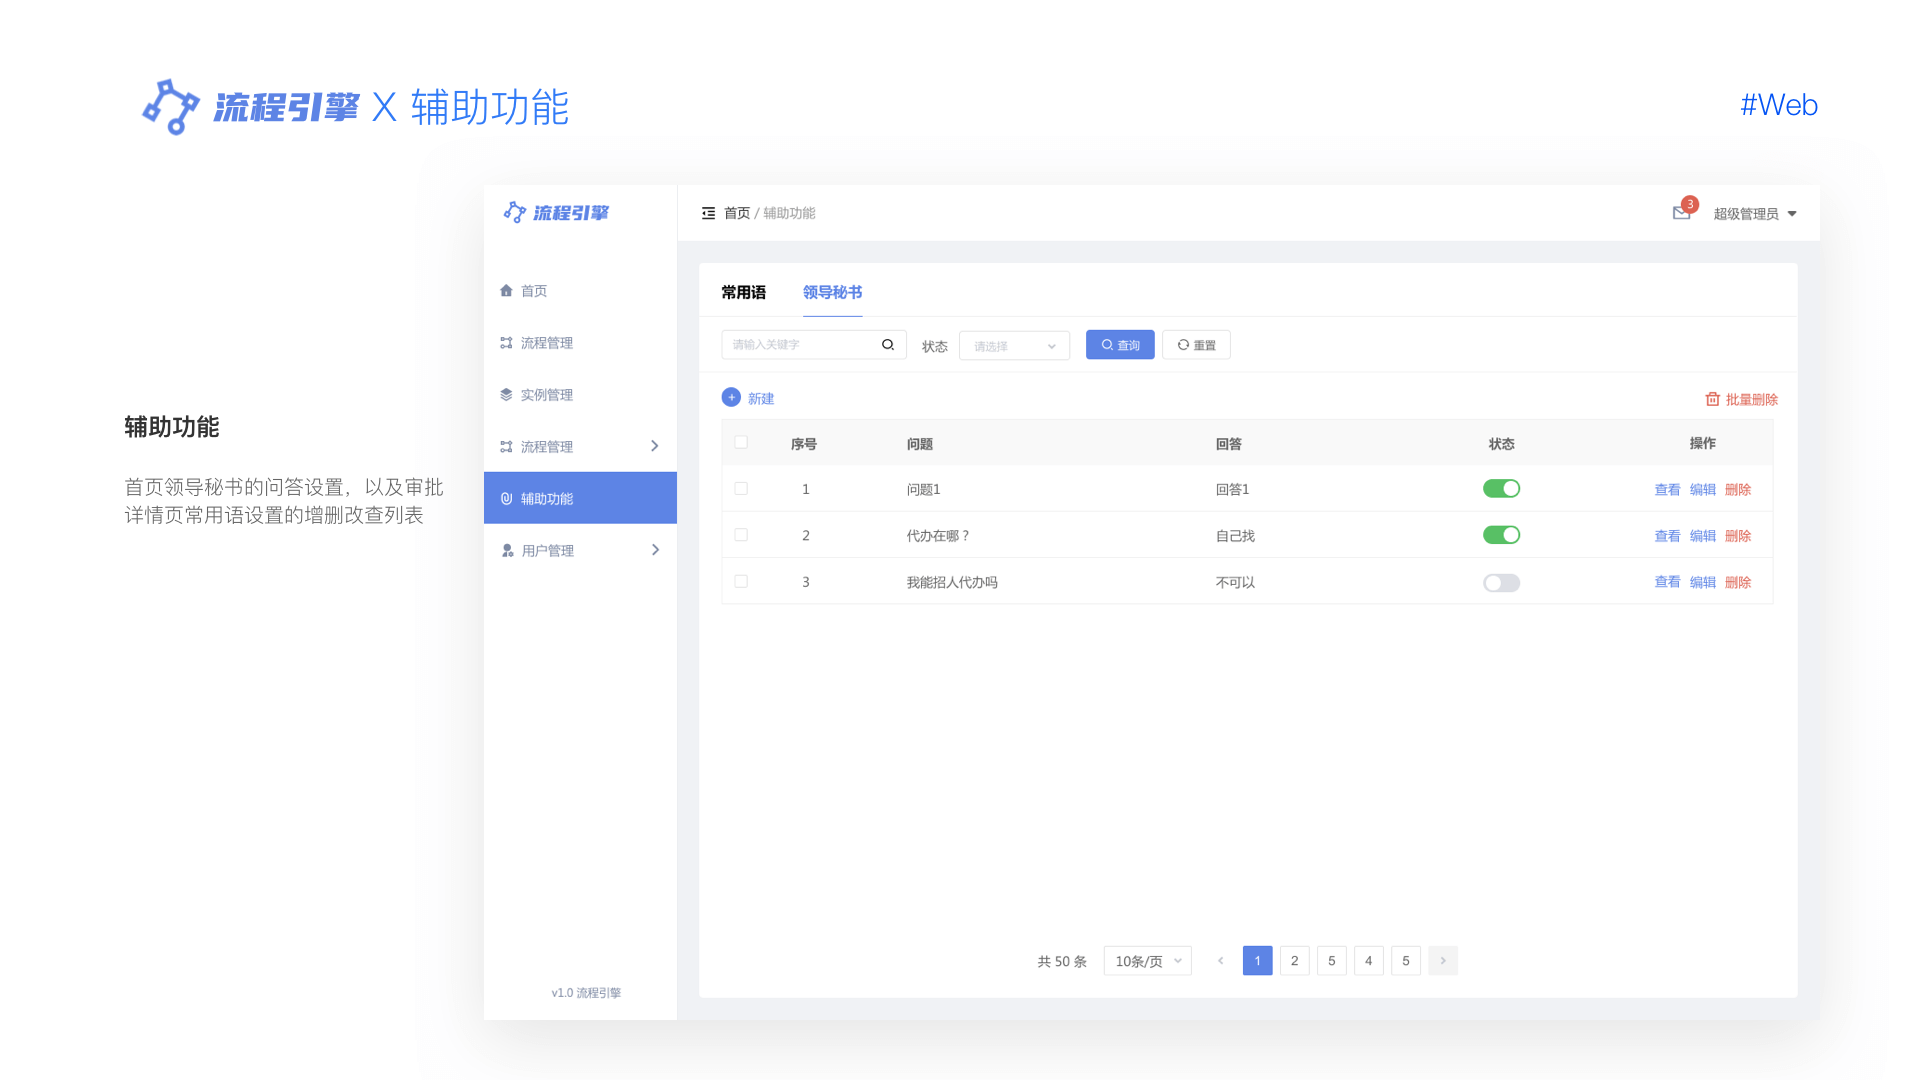 流程引擎 X 辅助功能
#Web
辅助功能
首页领导秘书的问答设置，以及审批
详情页常用语设置的增删改查列表
流程引擎
首页
流程管理
实例管理
流程管理
辅助功能
用户管理
v1.0 流程引擎
首页 / 辅助功能
3
超级管理员
常用语 领导秘书
请输入关键字 状态 请选择 查询 重置
新建 批量删除
序号 问题 回答 状态 操作
1 问题1 回答1 查看 编辑 删除
2 代办在哪？ 自己找 查看 编辑 删除
3 我能招人代办吗 不可以 查看 编辑 删除
共 50 条 10条/页 1 2 5 4 5